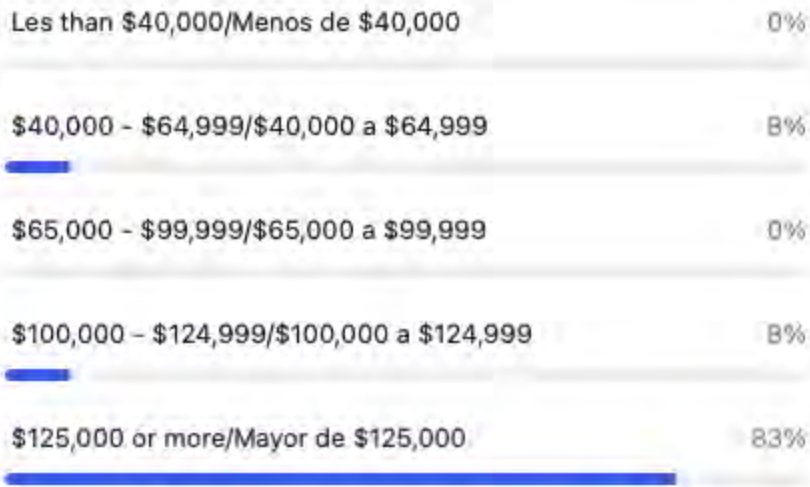 Les than $40,000/Menos de $40,000 0%
$40,000 - $64,999/$40,000 a $64,999 8%
$65,000 - $99,999/$65,000 a $99,999 0%
$100,000 - $124,999/$100,000 a $124,999 8%
$125,000 or more/Mayor de $125,000 83%